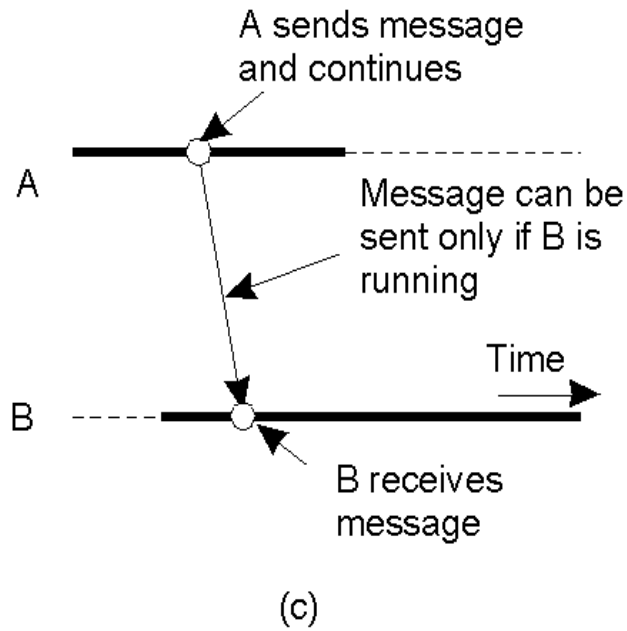 A sends message
and continues
A
Message can be
sent only if B is
running
Time
B
B receives
message
(c)